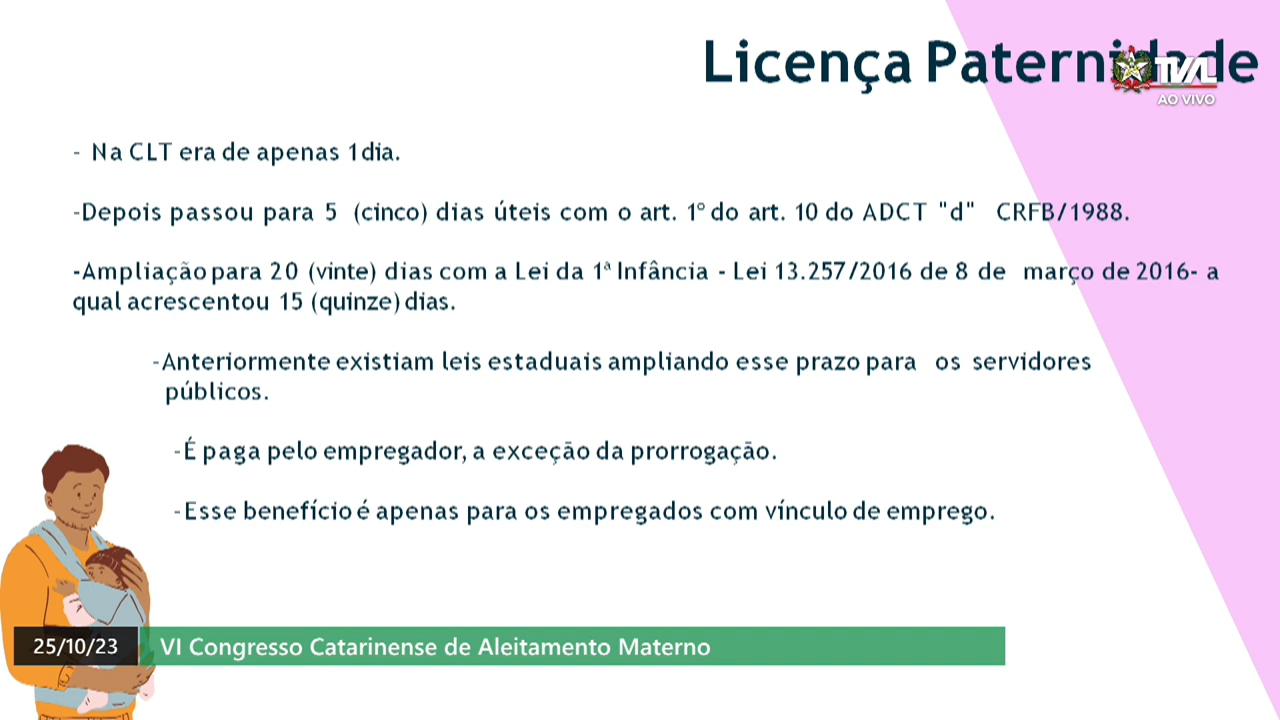 Licença Paternidade
TVAL
AO VIVO
- Na CLT era de apenas 1 dia.
-Depois passou para 5 (cinco) dias úteis com o art. 1º do art. 10 do ADCT "d" CRFB/1988.
-Ampliação para 20 (vinte) dias com a Lei da 1ª Infância - Lei 13.257/2016 de 8 de março de 2016- a
qual acrescentou 15 (quinze) dias.
-Anteriormente existiam leis estaduais ampliando esse prazo para os servidores
públicos.
-É paga pelo empregador, a exceção da prorrogação.
-Esse benefício é apenas para os empregados com vínculo de emprego.
25/10/23 VI Congresso Catarinense de Aleitamento Materno